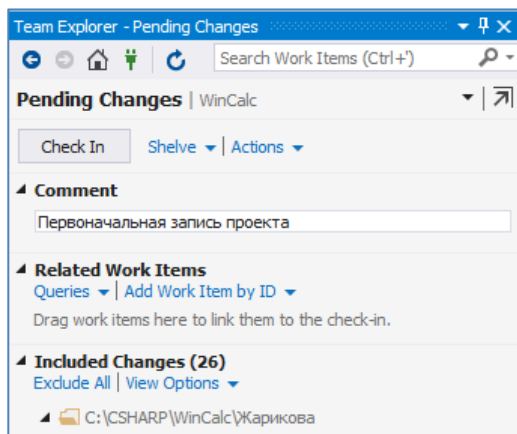 Team Explorer - Pending Changes
Search Work Items (Ctrl+')
Pending Changes | WinCalc
Check In Shelve | Actions
Comment
Первоначальная запись проекта
Related Work Items
Queries | Add Work Item by ID
Drag work items here to link them to the check-in.
Included Changes (26)
Exclude All | View Options
C:\CSHARP\WinCalc\Жарикова